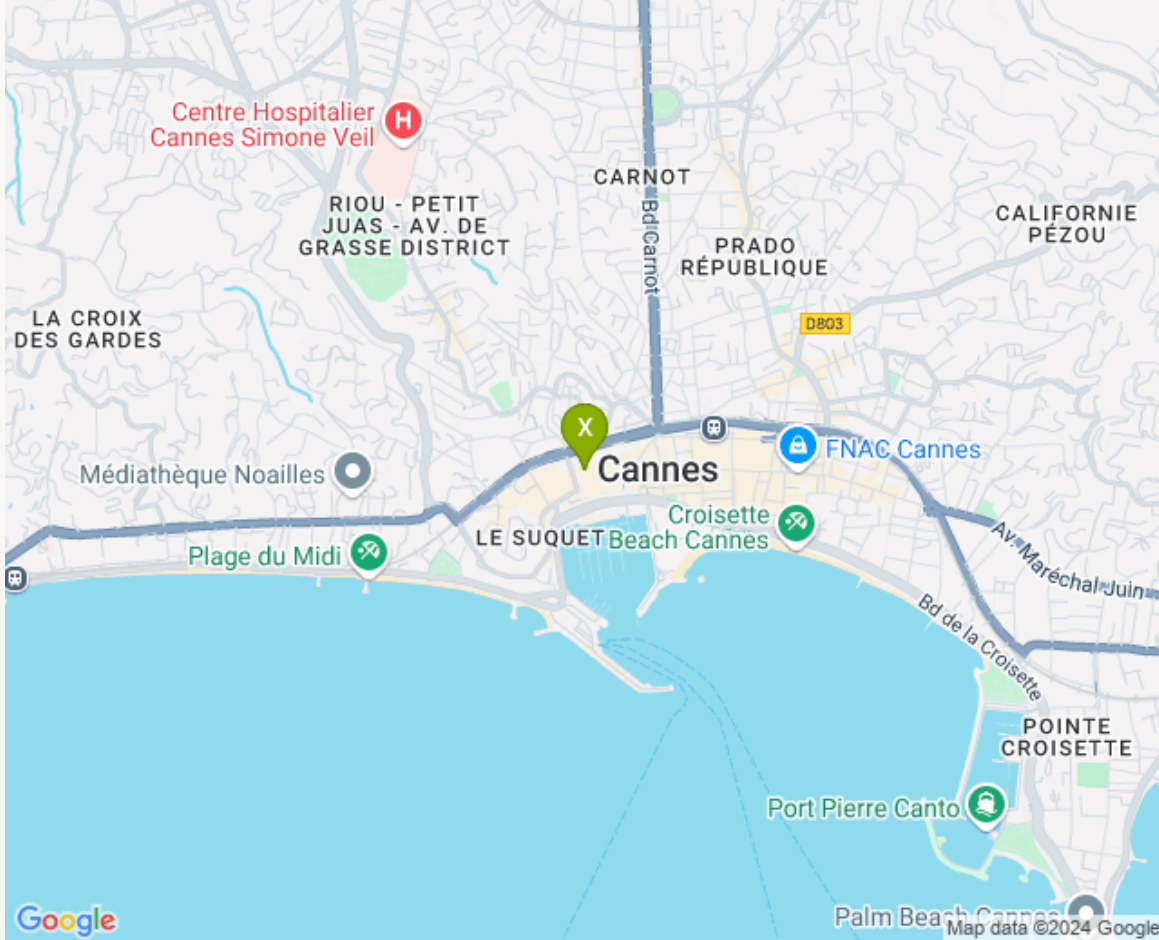 Centre Hospitalier
Cannes Simone Veil
H
CARNOT
RIOU - PETIT
JUAS - AV. DE
GRASSE DISTRICT
Bd Carnot
CALIFORNIE
PÉZOU
PRADO
RÉPUBLIQUE
LA CROIX
DES GARDES
D803
X
Cannes
FNAC Cannes
Médiathèque Noailles
LE SUQUET
Croisette
Beach Cannes
Plage du Midi
Av. Maréchal Juin
Bd de la Croisette
POINTE
CROISETTE
Port Pierre Canto
Palm Beach Cannes
Google
Map data ©2024 Google